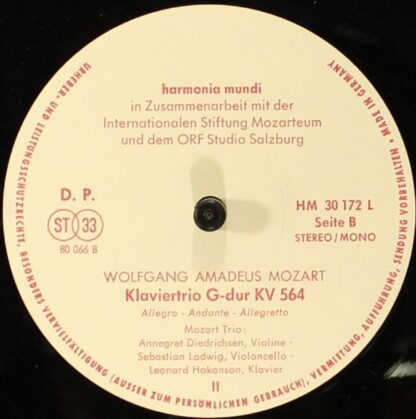 harmonia mundi
in Zusammenarbeit mit der
Internationalen Stiftung Mozarteum
und dem ORF Studio Salzburg
D. P.
ST 33
80 066 B
HM 30 172 L
Seite B
STEREO/MONO
WOLFGANG AMADEUS MOZART
Klaviertrio G-dur KV 564
Allegro - Andante - Allegretto
Mozart Trio:
Annegret Diedrichsen, Violine ·
Sebastian Ladwig, Violoncello ·
Leonard Hokanson, Klavier
II
URHEBER- UND LEISTUNGSSCHUTZRECHTE, BESONDERS VERVIELFÄLTIGUNG (AUSSER ZUM PERSÖNLICHEN GEBRAUCH), VERMIETUNG, AUFFÜHRUNG, SENDUNG VORBEHALTEN • MADE IN GERMANY